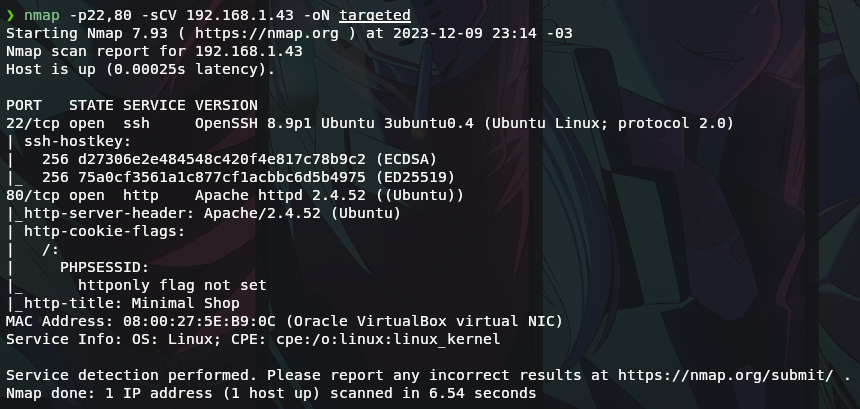 ❯ nmap -p22,80 -sCV 192.168.1.43 -oN targeted
Starting Nmap 7.93 ( https://nmap.org ) at 2023-12-09 23:14 -03
Nmap scan report for 192.168.1.43
Host is up (0.00025s latency).

PORT   STATE SERVICE VERSION
22/tcp open  ssh     OpenSSH 8.9p1 Ubuntu 3ubuntu0.4 (Ubuntu Linux; protocol 2.0)
| ssh-hostkey:
|   256 d27306e2e484548c420f4e817c78b9c2 (ECDSA)
|_  256 75a0cf3561a1c877cf1acbbc6d5b4975 (ED25519)
80/tcp open  http    Apache httpd 2.4.52 ((Ubuntu))
|_http-server-header: Apache/2.4.52 (Ubuntu)
| http-cookie-flags:
|   /:
|     PHPSESSID:
|_      httponly flag not set
|_http-title: Minimal Shop
MAC Address: 08:00:27:5E:B9:0C (Oracle VirtualBox virtual NIC)
Service Info: OS: Linux; CPE: cpe:/o:linux:linux_kernel

Service detection performed. Please report any incorrect results at https://nmap.org/submit/ .
Nmap done: 1 IP address (1 host up) scanned in 6.54 seconds